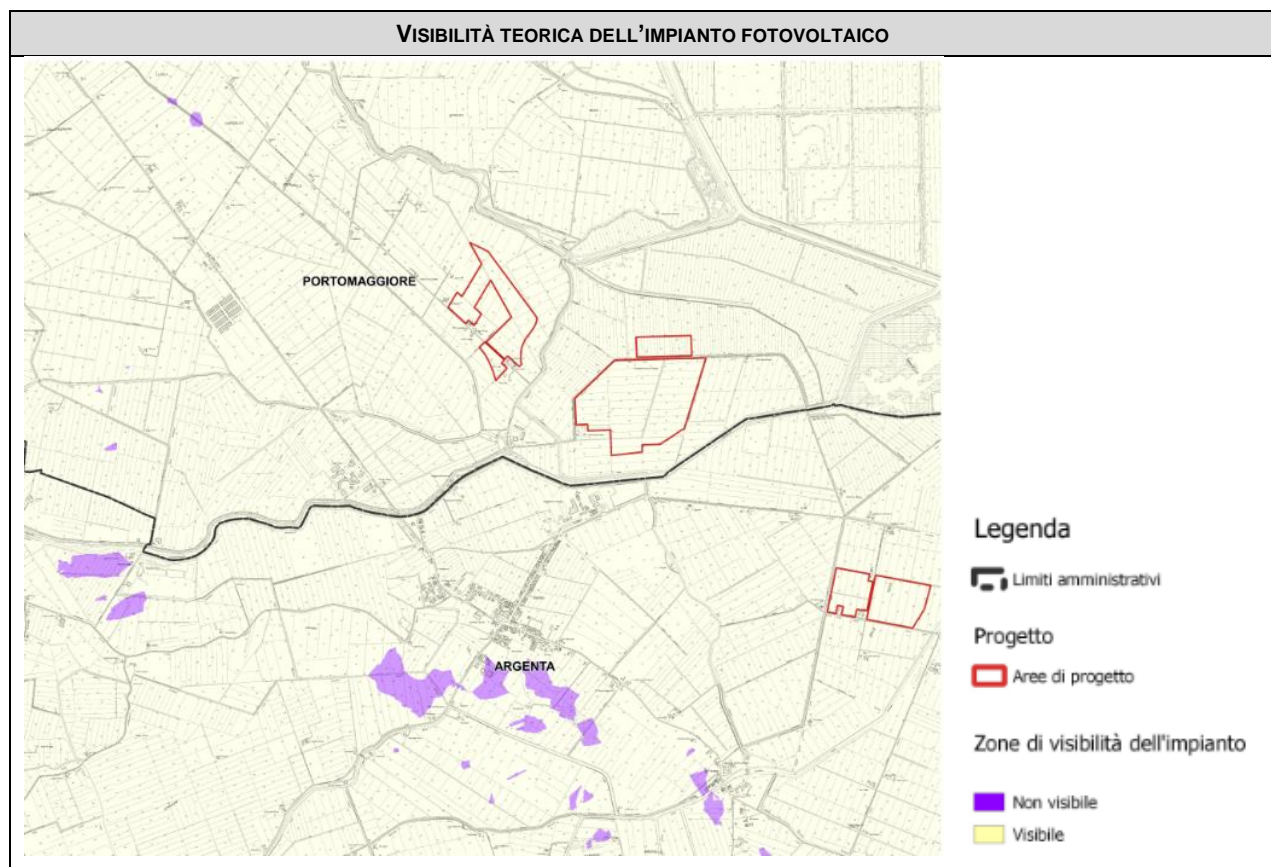 VISIBILITÀ TEORICA DELL'IMPIANTO FOTOVOLTAICO
PORTOMAGGIORE
ARGENTA
Legenda
Limiti amministrativi
Progetto
Aree di progetto
Zone di visibilità dell'impianto
Non visibile
Visibile